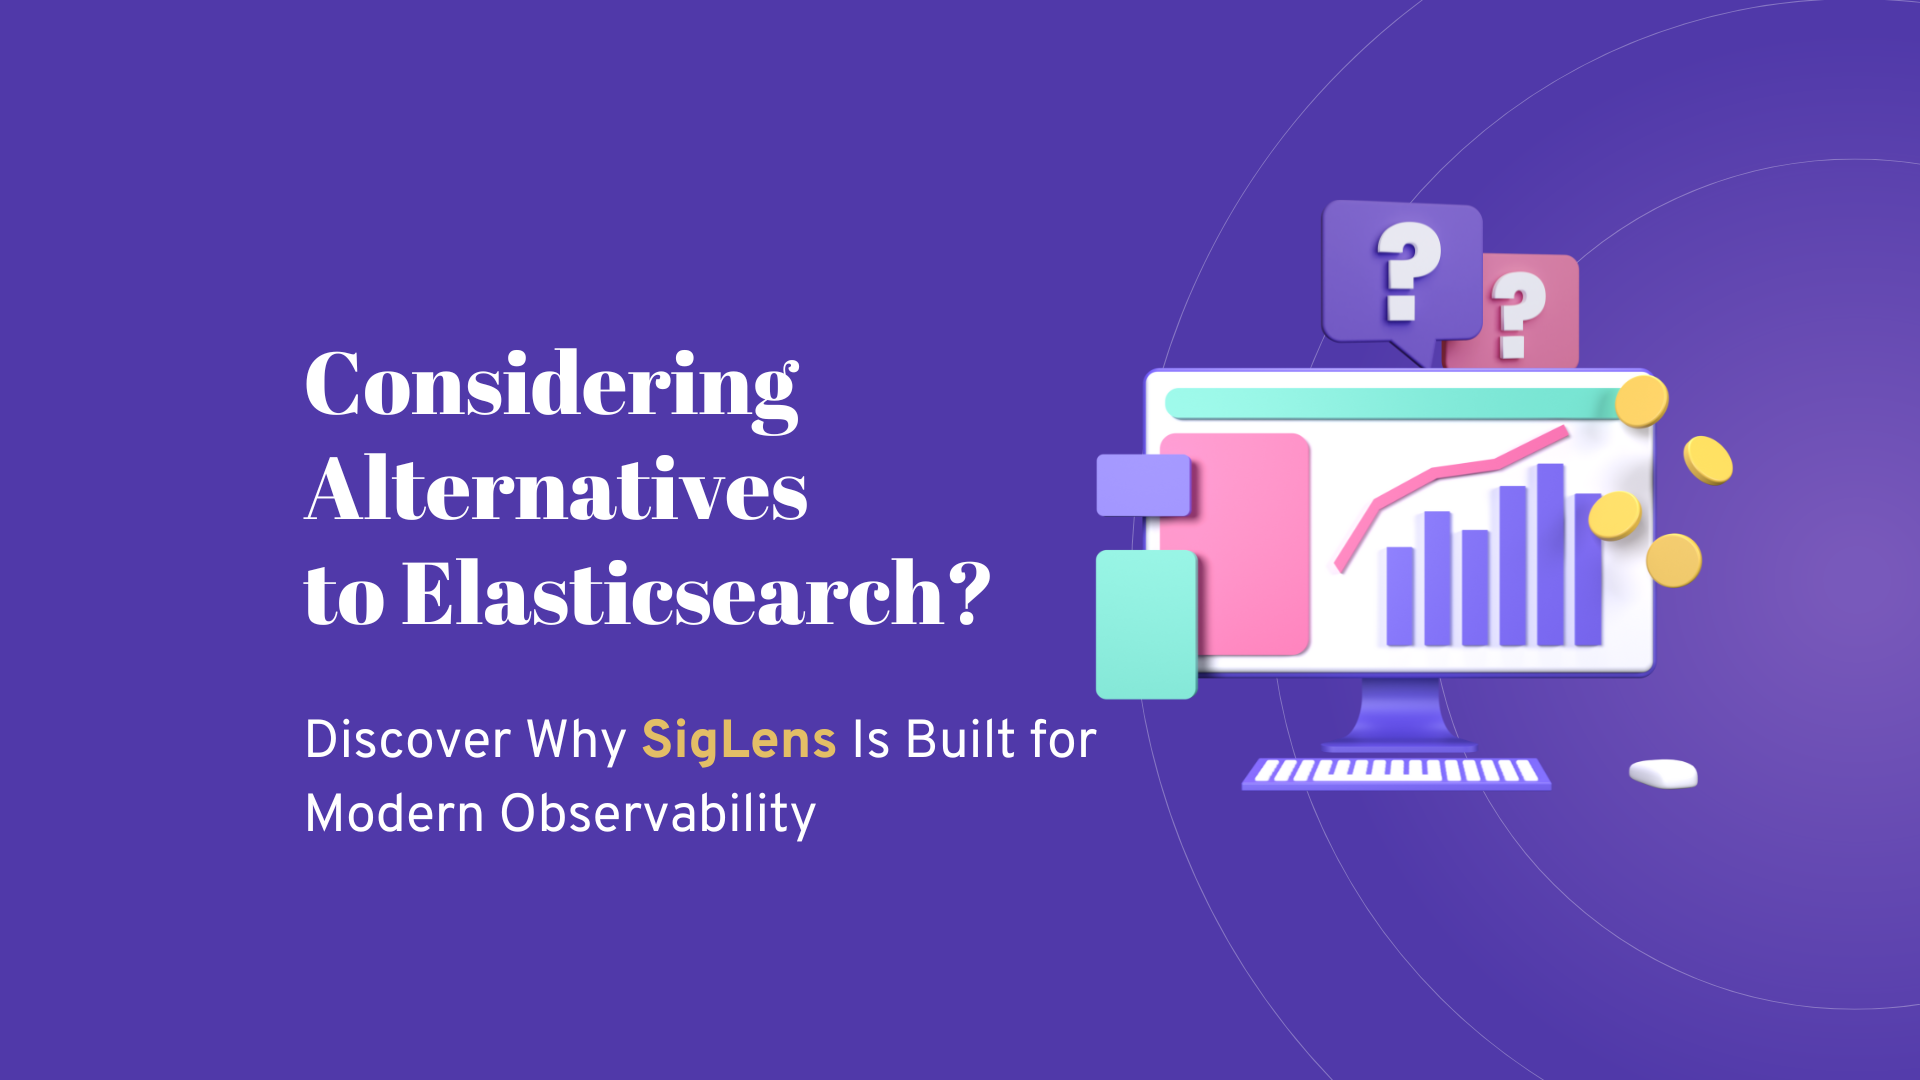 Considering
Alternatives
to Elasticsearch?
Discover Why SigLens Is Built for
Modern Observability
?
?